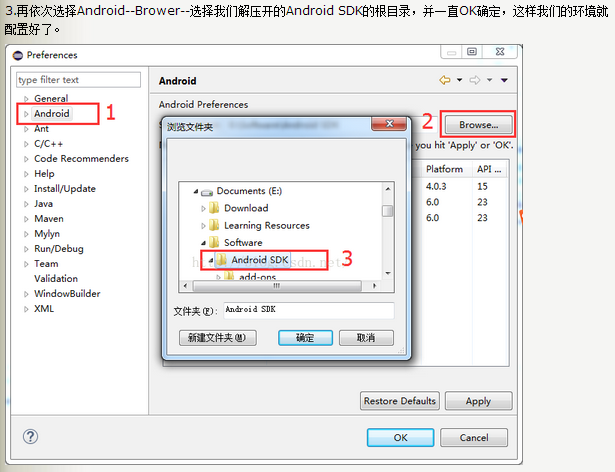 3.再依次选择Android--Brower--选择我们解压开的Android SDK的根目录，并一直OK确定，这样我们的环境就
配置好了。
Preferences
type filter text
General
Android
1
Ant
C/C++
Code Recommenders
Help
Install/Update
Java
Maven
Mylyn
Run/Debug
Team
Validation
WindowBuilder
XML
Android
Android Preferences
2
Browse...
you hit 'Apply' or 'OK'.
Platform API ...
4.0.3 15
6.0 23
6.0 23
浏览文件夹
Documents (E:)
Download
Learning Resources
Software
Android SDK
3
add-ons
文件夹(F): Android SDK
新建文件夹(M) 确定 取消
Restore Defaults Apply
OK Cancel